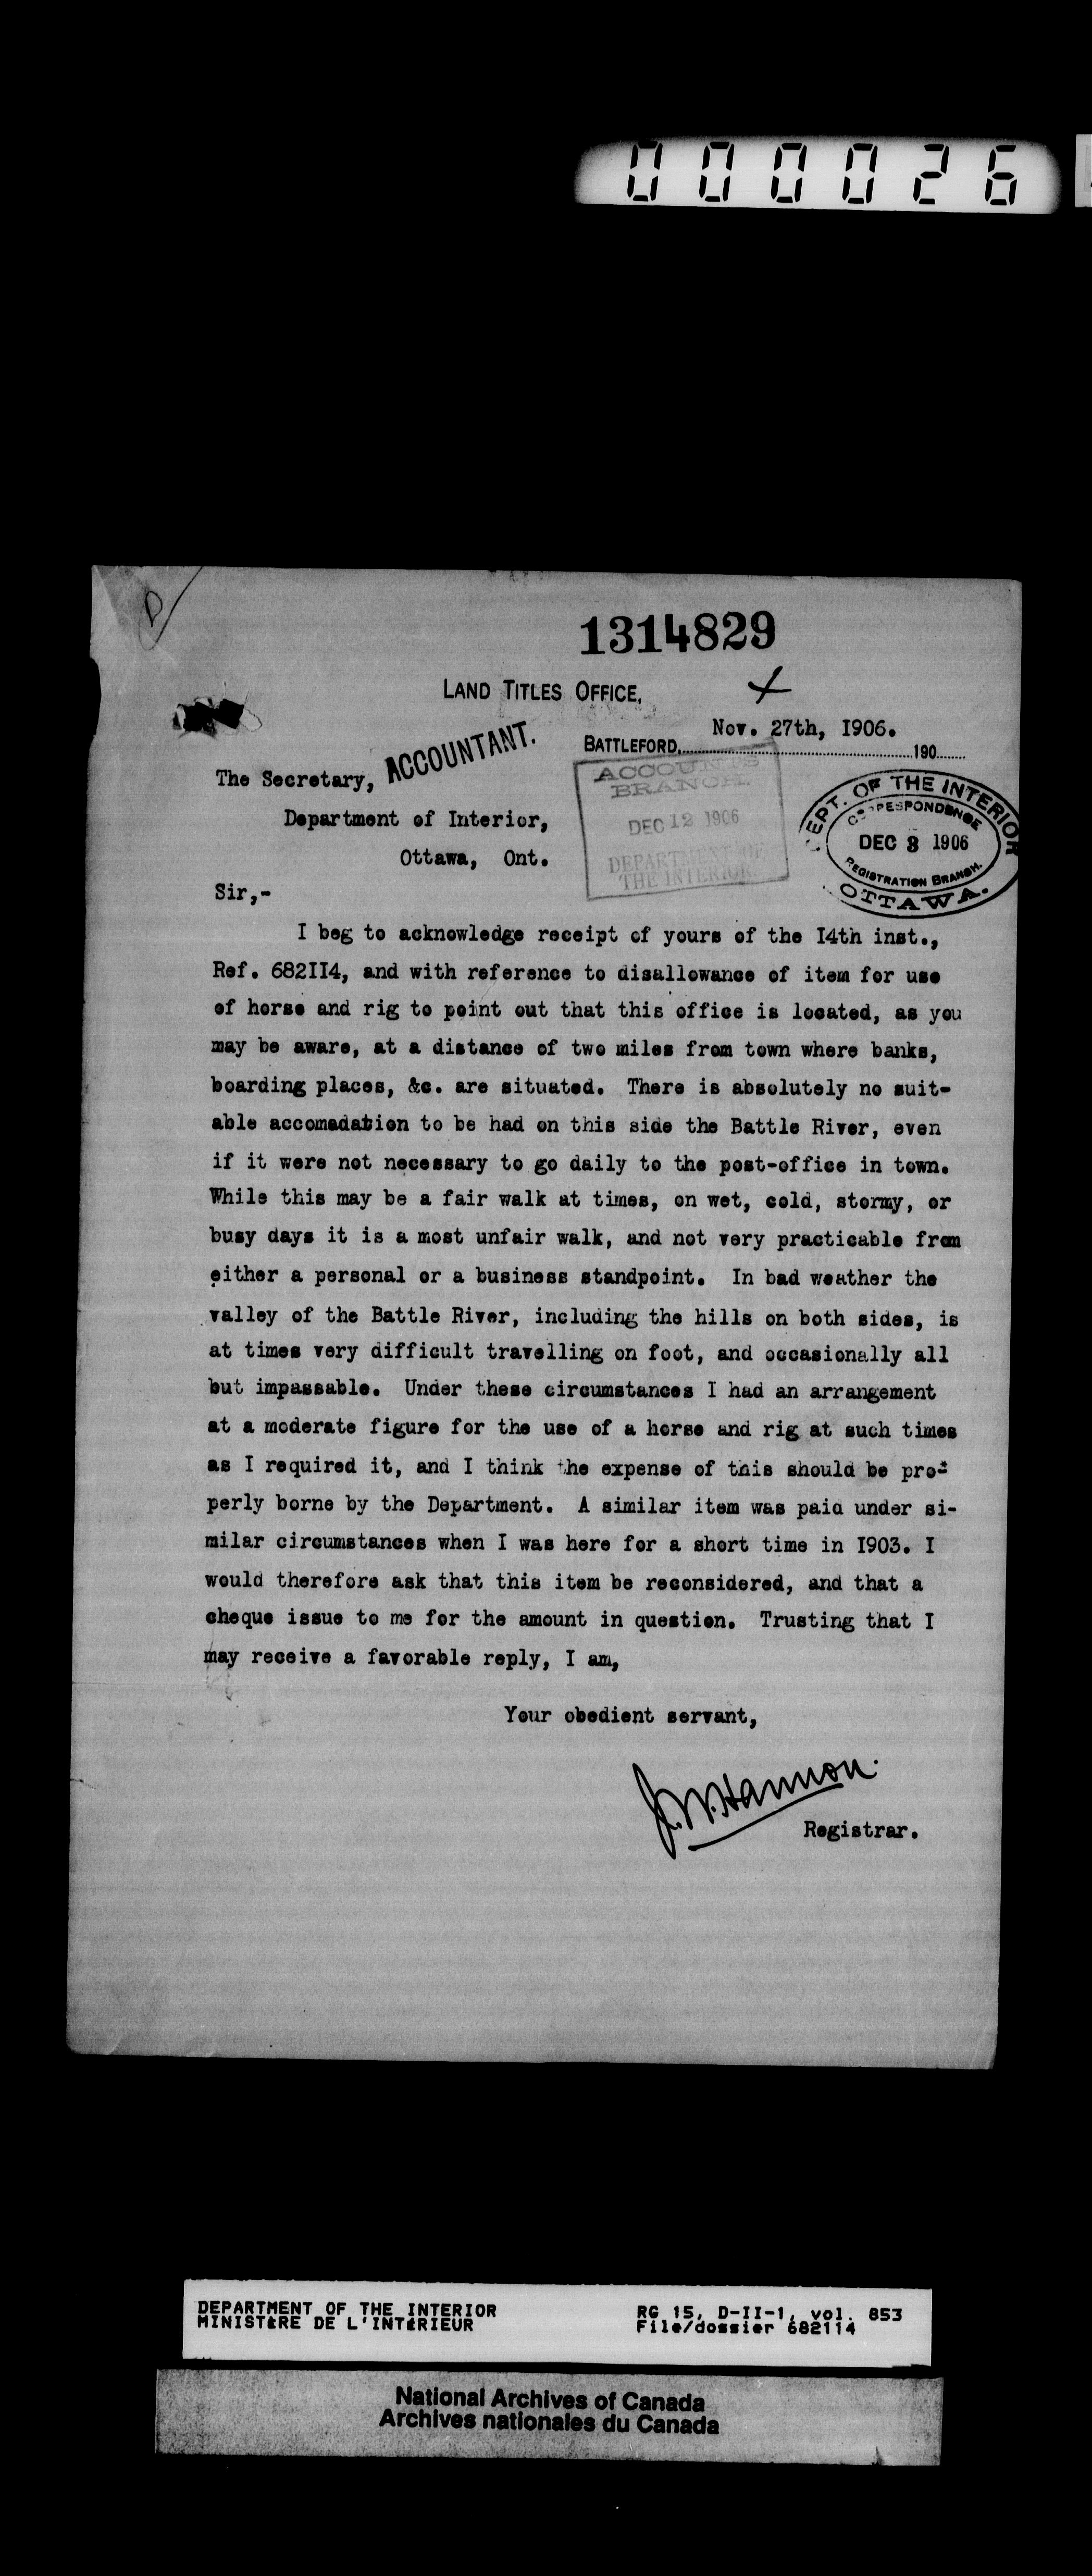 000026
D
1314829
LAND TITLES OFFICE,
Nov. 27th, I906.
BATTLEFORD, 190
ACCOUNTANT.
The Secretary,
Department of Interior,
Ottawa, Ont.
ACCOUNTS
BRANCH.
DEC 12 1906
DEPARTMENT OF
THE INTERIOR.
DEPT. OF THE INTERIOR
CORRESPONDENCE
DEC 8 1906
REGISTRATION BRANCH.
OTTAWA.
Sir,-
I beg to acknowledge receipt of yours of the I4th inst.,
Ref. 682II4, and with reference to disallowance of item for use
of horse and rig to point out that this office is located, as you
may be aware, at a distance of two miles from town where banks,
boarding places, &c. are situated. There is absolutely no suit-
able accomadation to be had on this side the Battle River, even
if it were not necessary to go daily to the post-office in town.
While this may be a fair walk at times, on wet, cold, stormy, or
busy days it is a most unfair walk, and not very practicable from
either a personal or a business standpoint. In bad weather the
valley of the Battle River, including the hills on both sides, is
at times very difficult travelling on foot, and occasionally all
but impassable. Under these circumstances I had an arrangement
at a moderate figure for the use of a horse and rig at such times
as I required it, and I think the expense of this should be pro-
perly borne by the Department. A similar item was paid under si-
milar circumstances when I was here for a short time in I903. I
would therefore ask that this item be reconsidered, and that a
cheque issue to me for the amount in question. Trusting that I
may receive a favorable reply, I am,
Your obedient servant,
J.W.Hannon.
Registrar.
DEPARTMENT OF THE INTERIOR
MINISTÈRE DE L'INTÉRIEUR
RG 15, D-II-1, vol. 853
File/dossier 682114
National Archives of Canada
Archives nationales du Canada